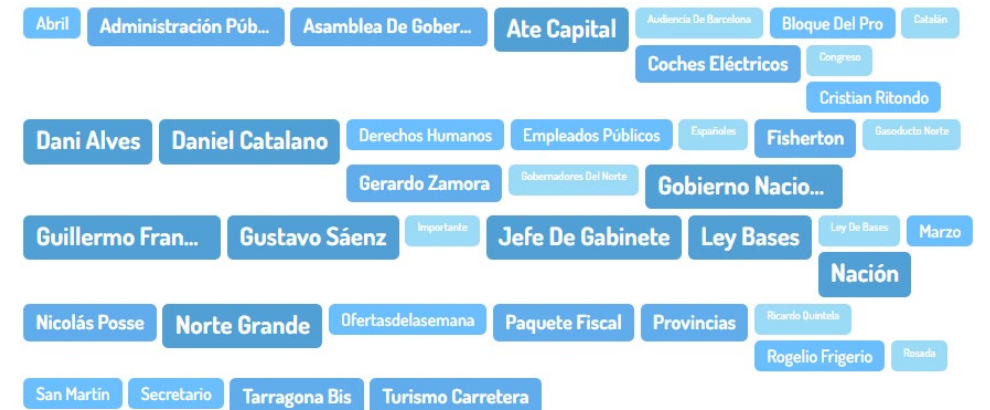 Abril Administración Púb... Asamblea De Gober... Ate Capital Audiencia De Barcelona Bloque Del Pro Catalán
Coches Eléctricos Congreso
Cristian Ritondo
Dani Alves Daniel Catalano Derechos Humanos Empleados Públicos Españoles Fisherton Gasoducto Norte
Gerardo Zamora Gobernadores Del Norte Gobierno Nacio...
Guillermo Fran... Gustavo Sáenz Importante Jefe De Gabinete Ley Bases Ley De Bases Marzo
Nación
Nicolás Posse Norte Grande Ofertasdelasemana Paquete Fiscal Provincias Ricardo Quintela
Rogelio Frigerio Rosada
San Martín Secretario Tarragona Bis Turismo Carretera